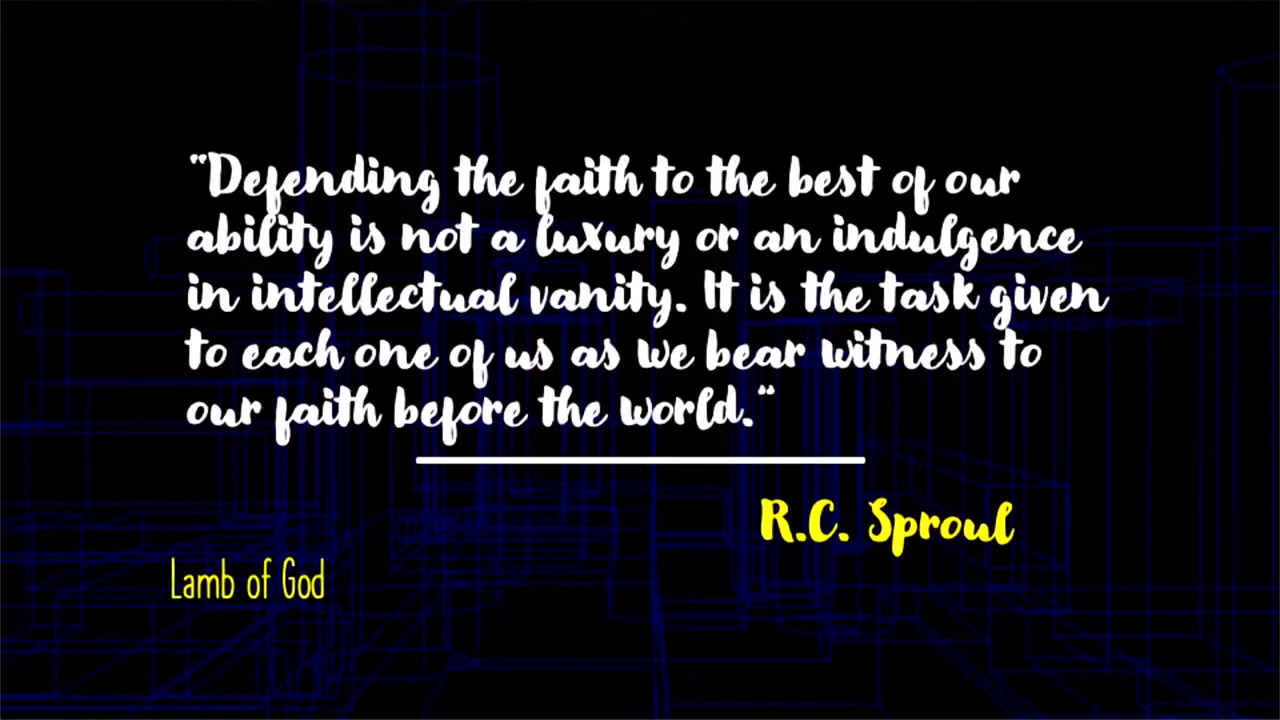 "Defending the faith to the best of our
ability is not a luxury or an indulgence
in intellectual vanity. It is the task given
to each one of us as we bear witness to
our faith before the world."
R.C. Sproul
Lamb of God